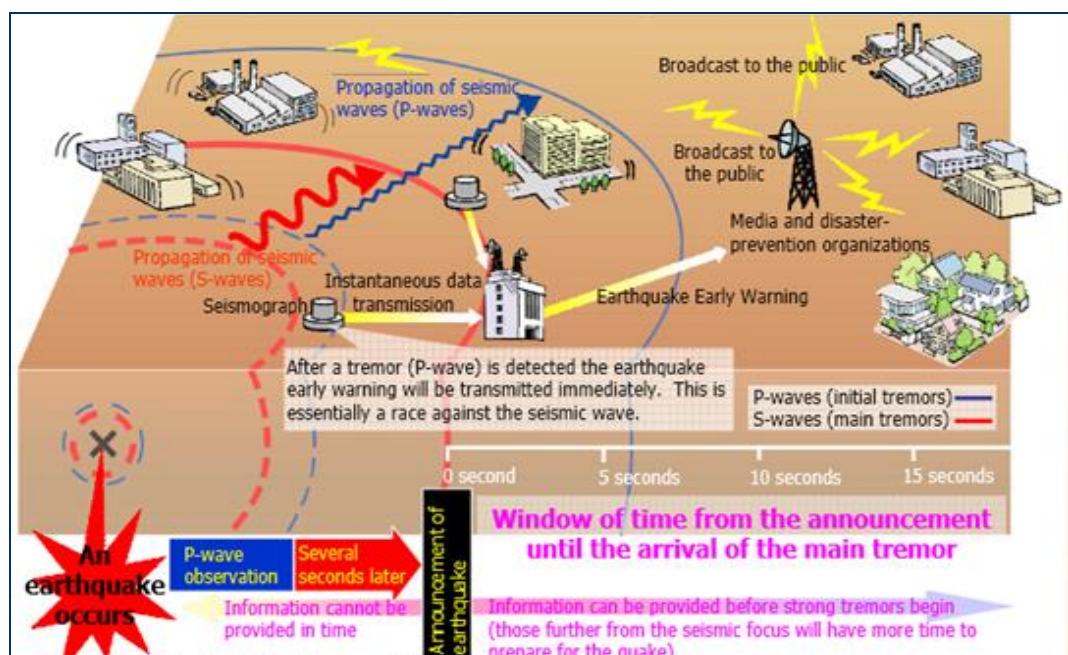 Broadcast to the public
Propagation of seismic
waves (P-waves)
Broadcast to
the public
Media and disaster-
prevention organizations
Propagation of seismic
waves (S-waves)
Instantaneous data
transmission
Seismograph
Earthquake Early Warning
After a tremor (P-wave) is detected the earthquake
early warning will be transmitted immediately. This is
essentially a race against the seismic wave.
P-waves (initial tremors)
S-waves (main tremors)
0 second
5 seconds
10 seconds
15 seconds
An
earthquake
occurs
P-wave
observation
Several
seconds later
Announcement of
earthquake
Window of time from the announcement
until the arrival of the main tremor
Information cannot be
provided in time
Information can be provided before strong tremors begin
(those further from the seismic focus will have more time to
prepare for the quake)